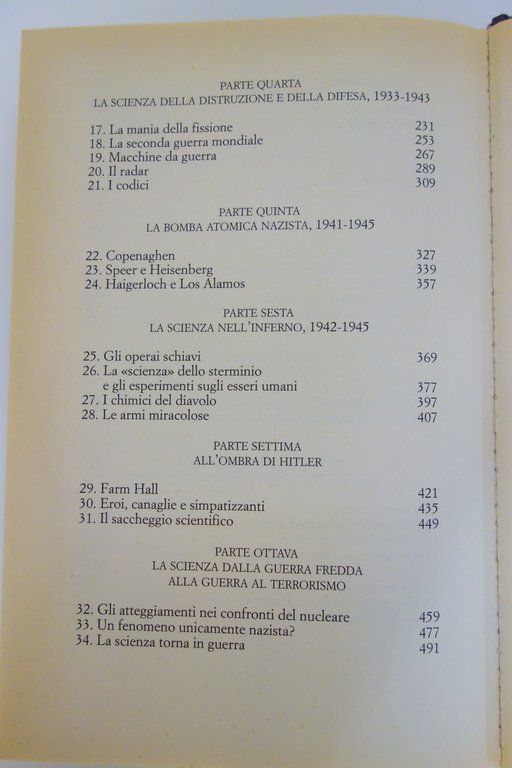 PARTE QUARTA
LA SCIENZA DELLA DISTRUZIONE E DELLA DIFESA, 1933-1943
17. La mania della fissione 231
18. La seconda guerra mondiale 253
19. Macchine da guerra 267
20. Il radar 289
21. I codici 309
PARTE QUINTA
LA BOMBA ATOMICA NAZISTA, 1941-1945
22. Copenaghen 327
23. Speer e Heisenberg 339
24. Haigerloch e Los Alamos 357
PARTE SESTA
LA SCIENZA NELL'INFERNO, 1942-1945
25. Gli operai schiavi 369
26. La «scienza» dello sterminio
e gli esperimenti sugli esseri umani 377
27. I chimici del diavolo 397
28. Le armi miracolose 407
PARTE SETTIMA
ALL'OMBRA DI HITLER
29. Farm Hall 421
30. Eroi, canaglie e simpatizzanti 435
31. Il saccheggio scientifico 449
PARTE OTTAVA
LA SCIENZA DALLA GUERRA FREDDA
ALLA GUERRA AL TERRORISMO
32. Gli atteggiamenti nei confronti del nucleare 459
33. Un fenomeno unicamente nazista? 477
34. La scienza torna in guerra 491